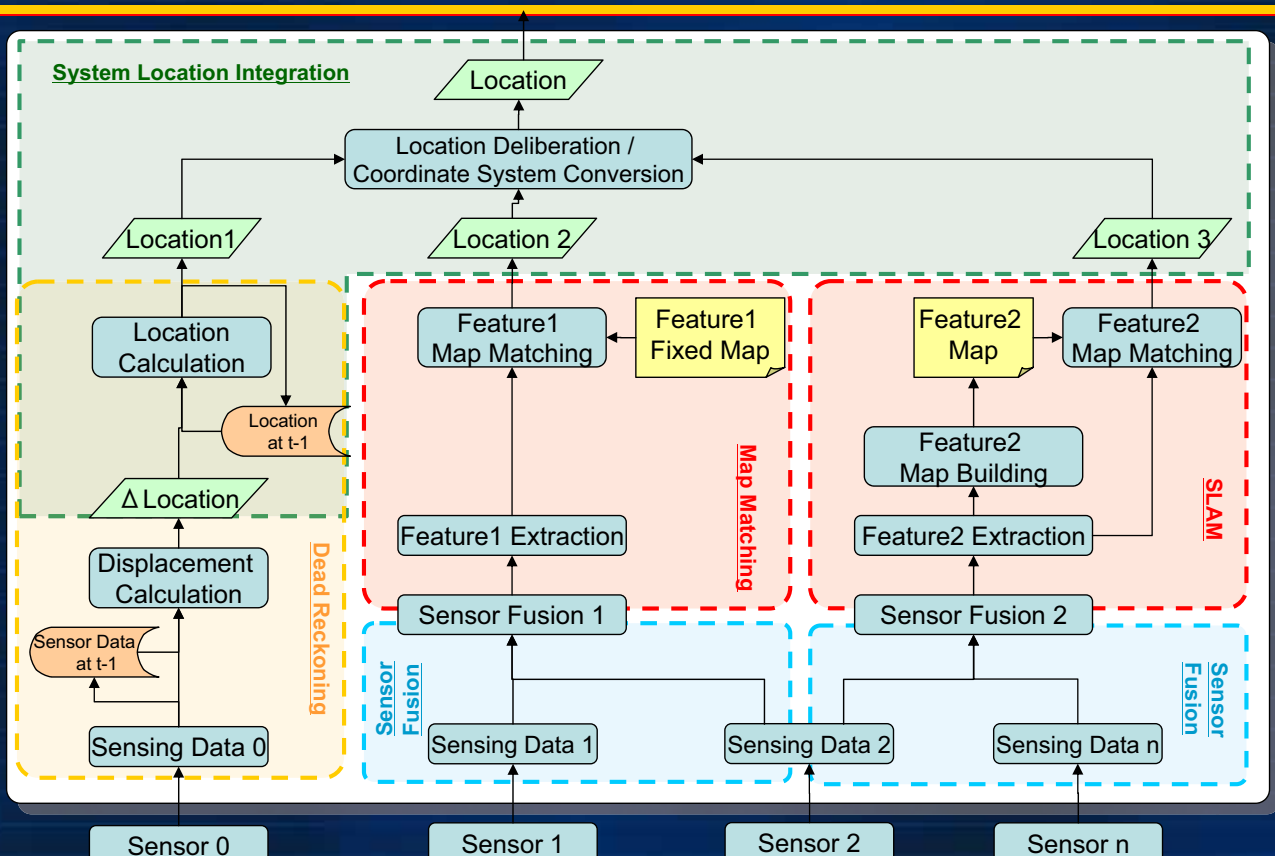 System Location Integration
Location
Location Deliberation /
Coordinate System Conversion
Location1
Location 2
Location 3
Location
Calculation
Feature1
Map Matching
Feature1
Fixed Map
Feature2
Map
Feature2
Map Matching
Location
at t-1
Feature2
Map Building
Map Matching
SLAM
Δ Location
Feature1 Extraction
Feature2 Extraction
Displacement
Calculation
Dead Reckoning
Sensor Fusion 1
Sensor Fusion 2
Sensor Data
at t-1
Sensor
Fusion
Sensor
Fusion
Sensing Data 0
Sensing Data 1
Sensing Data 2
Sensing Data n
Sensor 0
Sensor 1
Sensor 2
Sensor n